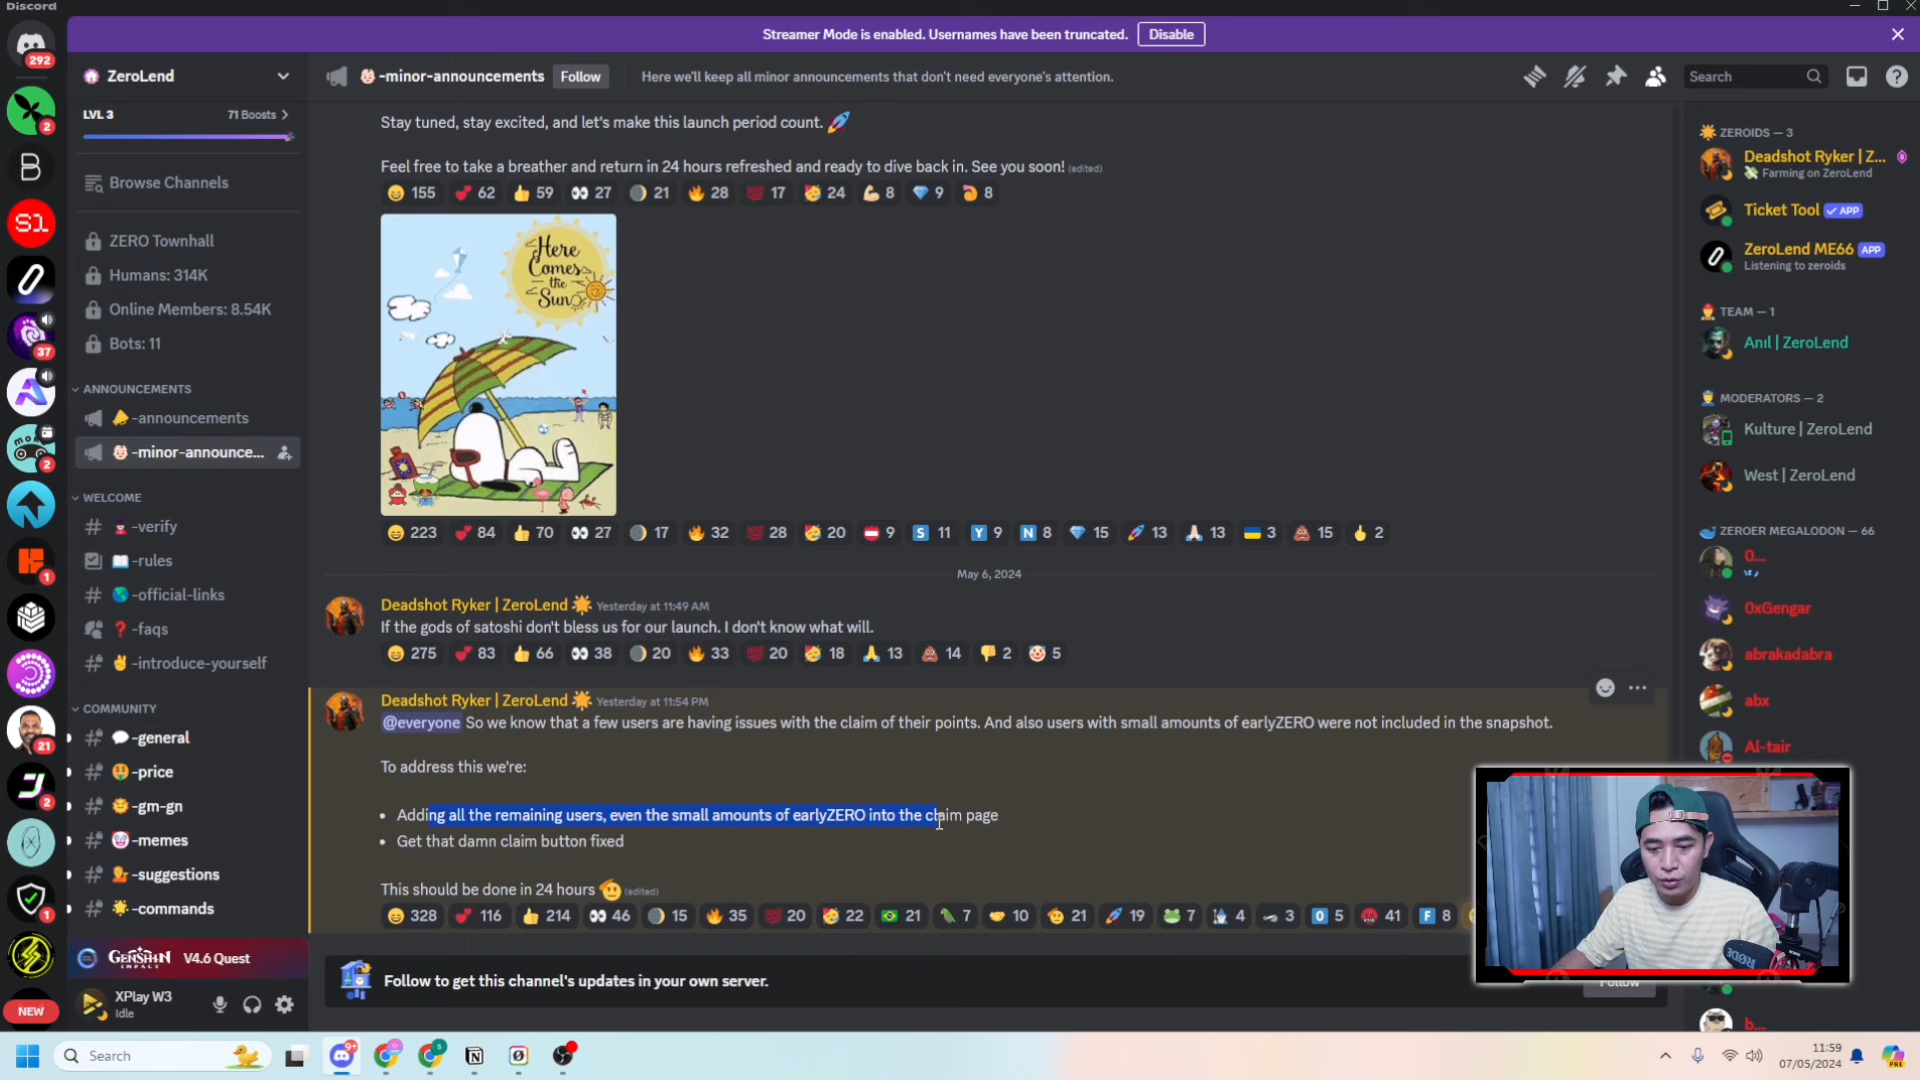 Discord
Streamer Mode is enabled. Usernames have been truncated. Disable
292
ZeroLend
-minor-announcements Follow Here we'll keep all minor announcements that don't need everyone's attention.
Search
LVL 3 71 Boosts
Browse Channels
ZERO Townhall
Humans: 314K
Online Members: 8.54K
Bots: 11
ANNOUNCEMENTS
-announcements
-minor-announce...
WELCOME
-verify
-rules
-official-links
-faqs
-introduce-yourself
COMMUNITY
-general
-price
-gm-gn
-memes
-suggestions
-commands
GENSHIN IMPACT V4.6 Quest
XPlay W3
Idle
2
B
S1
37
2
1
21
2
1
NEW
Stay tuned, stay excited, and let's make this launch period count.
Feel free to take a breather and return in 24 hours refreshed and ready to dive back in. See you soon! (edited)
155 62 59 27 21 28 17 24 8 9 8
Here
Comes
the
Sun
223 84 70 27 17 32 28 20 9 S 11 Y 9 N 8 15 13 13 3 15 2
May 6, 2024
Deadshot Ryker | ZeroLend Yesterday at 11:49 AM
If the gods of satoshi don't bless us for our launch. I don't know what will.
275 83 66 38 20 33 20 18 13 14 2 5
Deadshot Ryker | ZeroLend Yesterday at 11:54 PM
@everyone So we know that a few users are having issues with the claim of their points. And also users with small amounts of earlyZERO were not included in the snapshot.
To address this we're:
• Adding all the remaining users, even the small amounts of earlyZERO into the claim page
• Get that damn claim button fixed
This should be done in 24 hours (edited)
328 116 214 46 15 35 20 22 21 7 10 21 19 7 4 3 O 5 41 F 8
Follow to get this channel's updates in your own server.
Follow
ZEROIDS — 3
Deadshot Ryker | Z...
Farming on ZeroLend
Ticket Tool APP
ZeroLend ME66 APP
Listening to zeroids
TEAM — 1
Anıl | ZeroLend
MODERATORS — 2
Kulture | ZeroLend
West | ZeroLend
ZEROER MEGALODON — 66
0...
0xGengar
abrakadabra
abx
Al-tair
b...
RØDE
Search
9+
11:59
07/05/2024
PRE